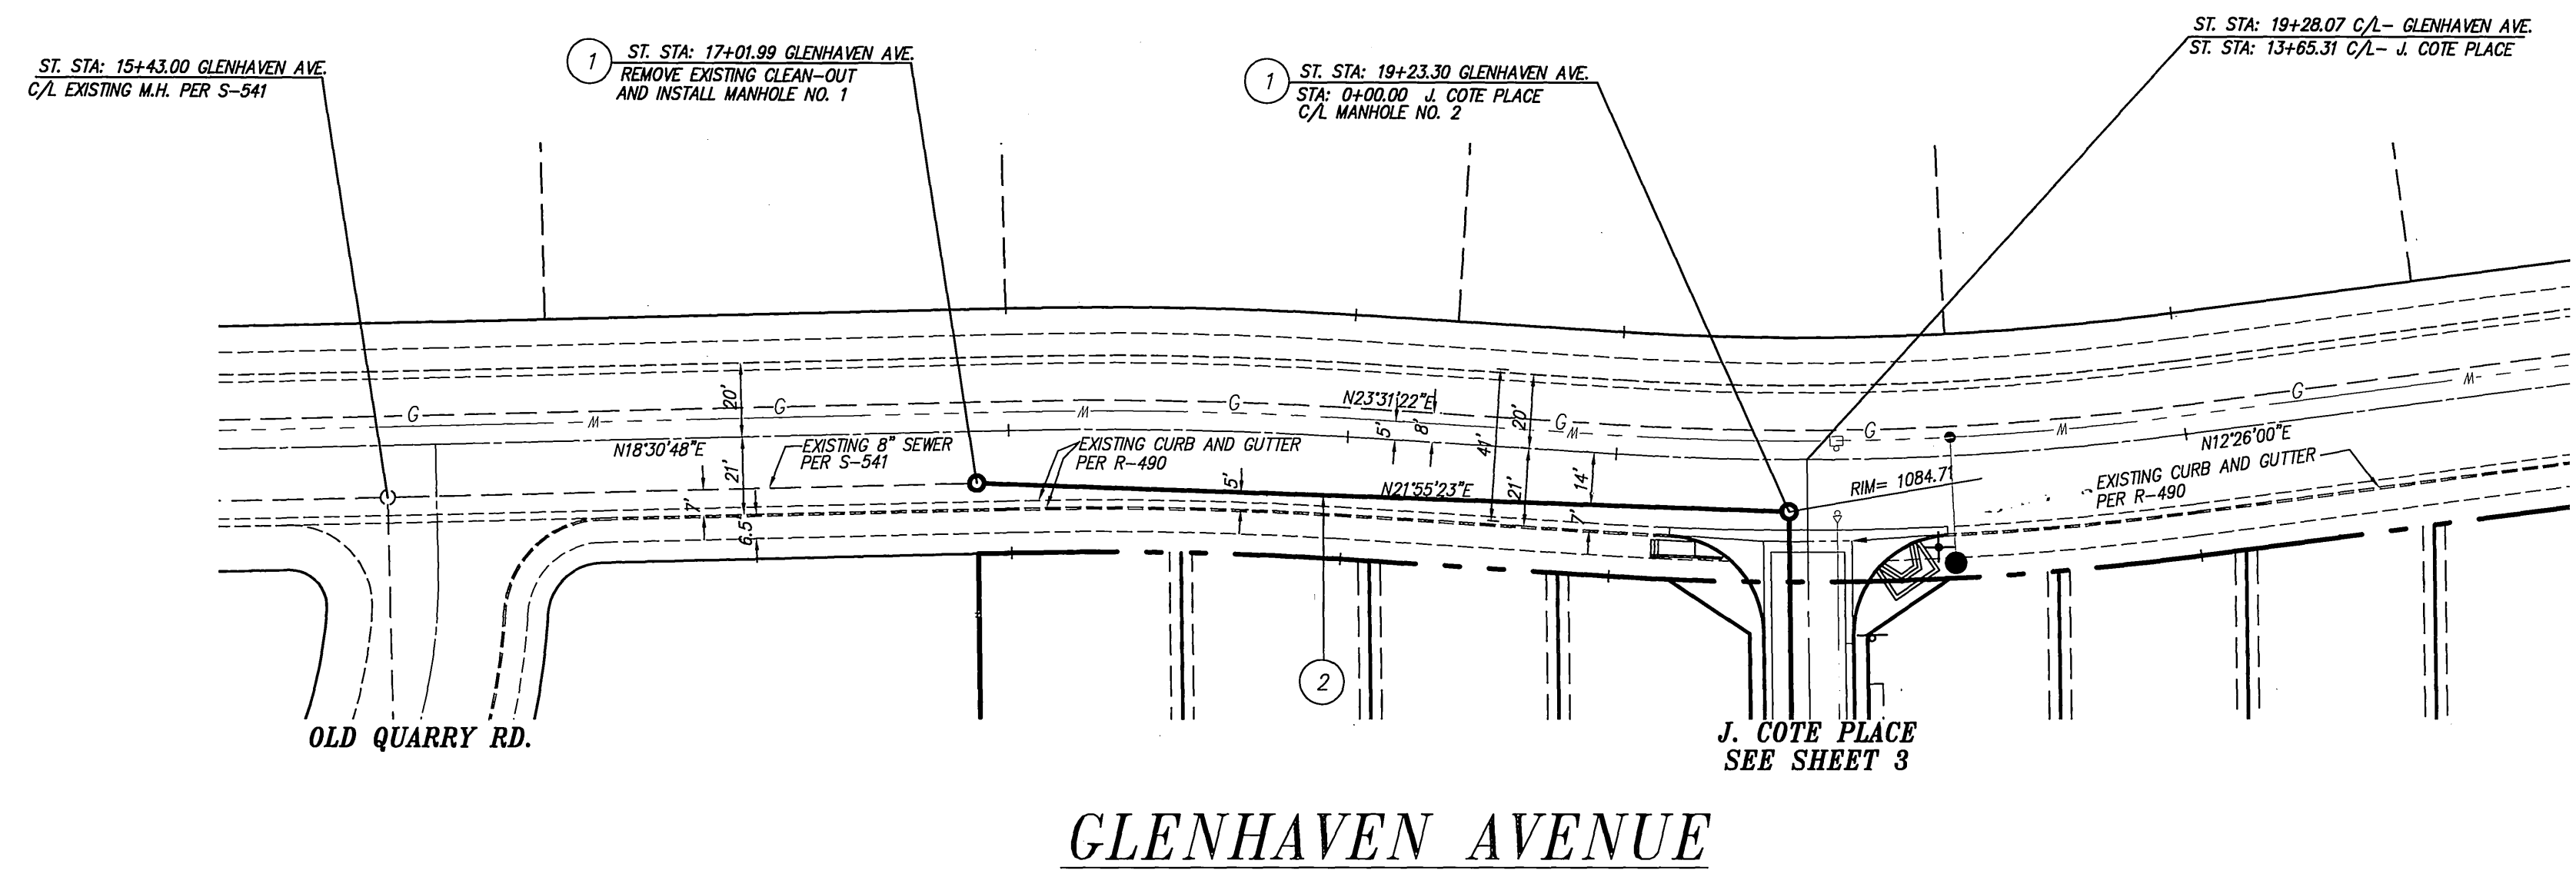 ST. STA: 15+43.00 GLENHAVEN AVE.
C/L EXISTING M.H. PER S-541
1
ST. STA: 17+01.99 GLENHAVEN AVE.
REMOVE EXISTING CLEAN-OUT
AND INSTALL MANHOLE NO. 1
1
ST. STA: 19+23.30 GLENHAVEN AVE.
STA: 0+00.00 J. COTE PLACE
C/L MANHOLE NO. 2
ST. STA: 19+28.07 C/L- GLENHAVEN AVE.
ST. STA: 13+65.31 C/L- J. COTE PLACE
G
W
20'
G
W
G
N23°31'22"E
5'
8'
41'
20'
G
W
G
W
G
W
N18°30'48"E
21'
7'
6.5'
EXISTING 8" SEWER
PER S-541
EXISTING CURB AND GUTTER
PER R-490
5'
N21°55'23"E
21'
14'
7'
RIM= 1084.71
N12°26'00"E
EXISTING CURB AND GUTTER
PER R-490
2
OLD QUARRY RD.
J. COTE PLACE
SEE SHEET 3
GLENHAVEN AVENUE